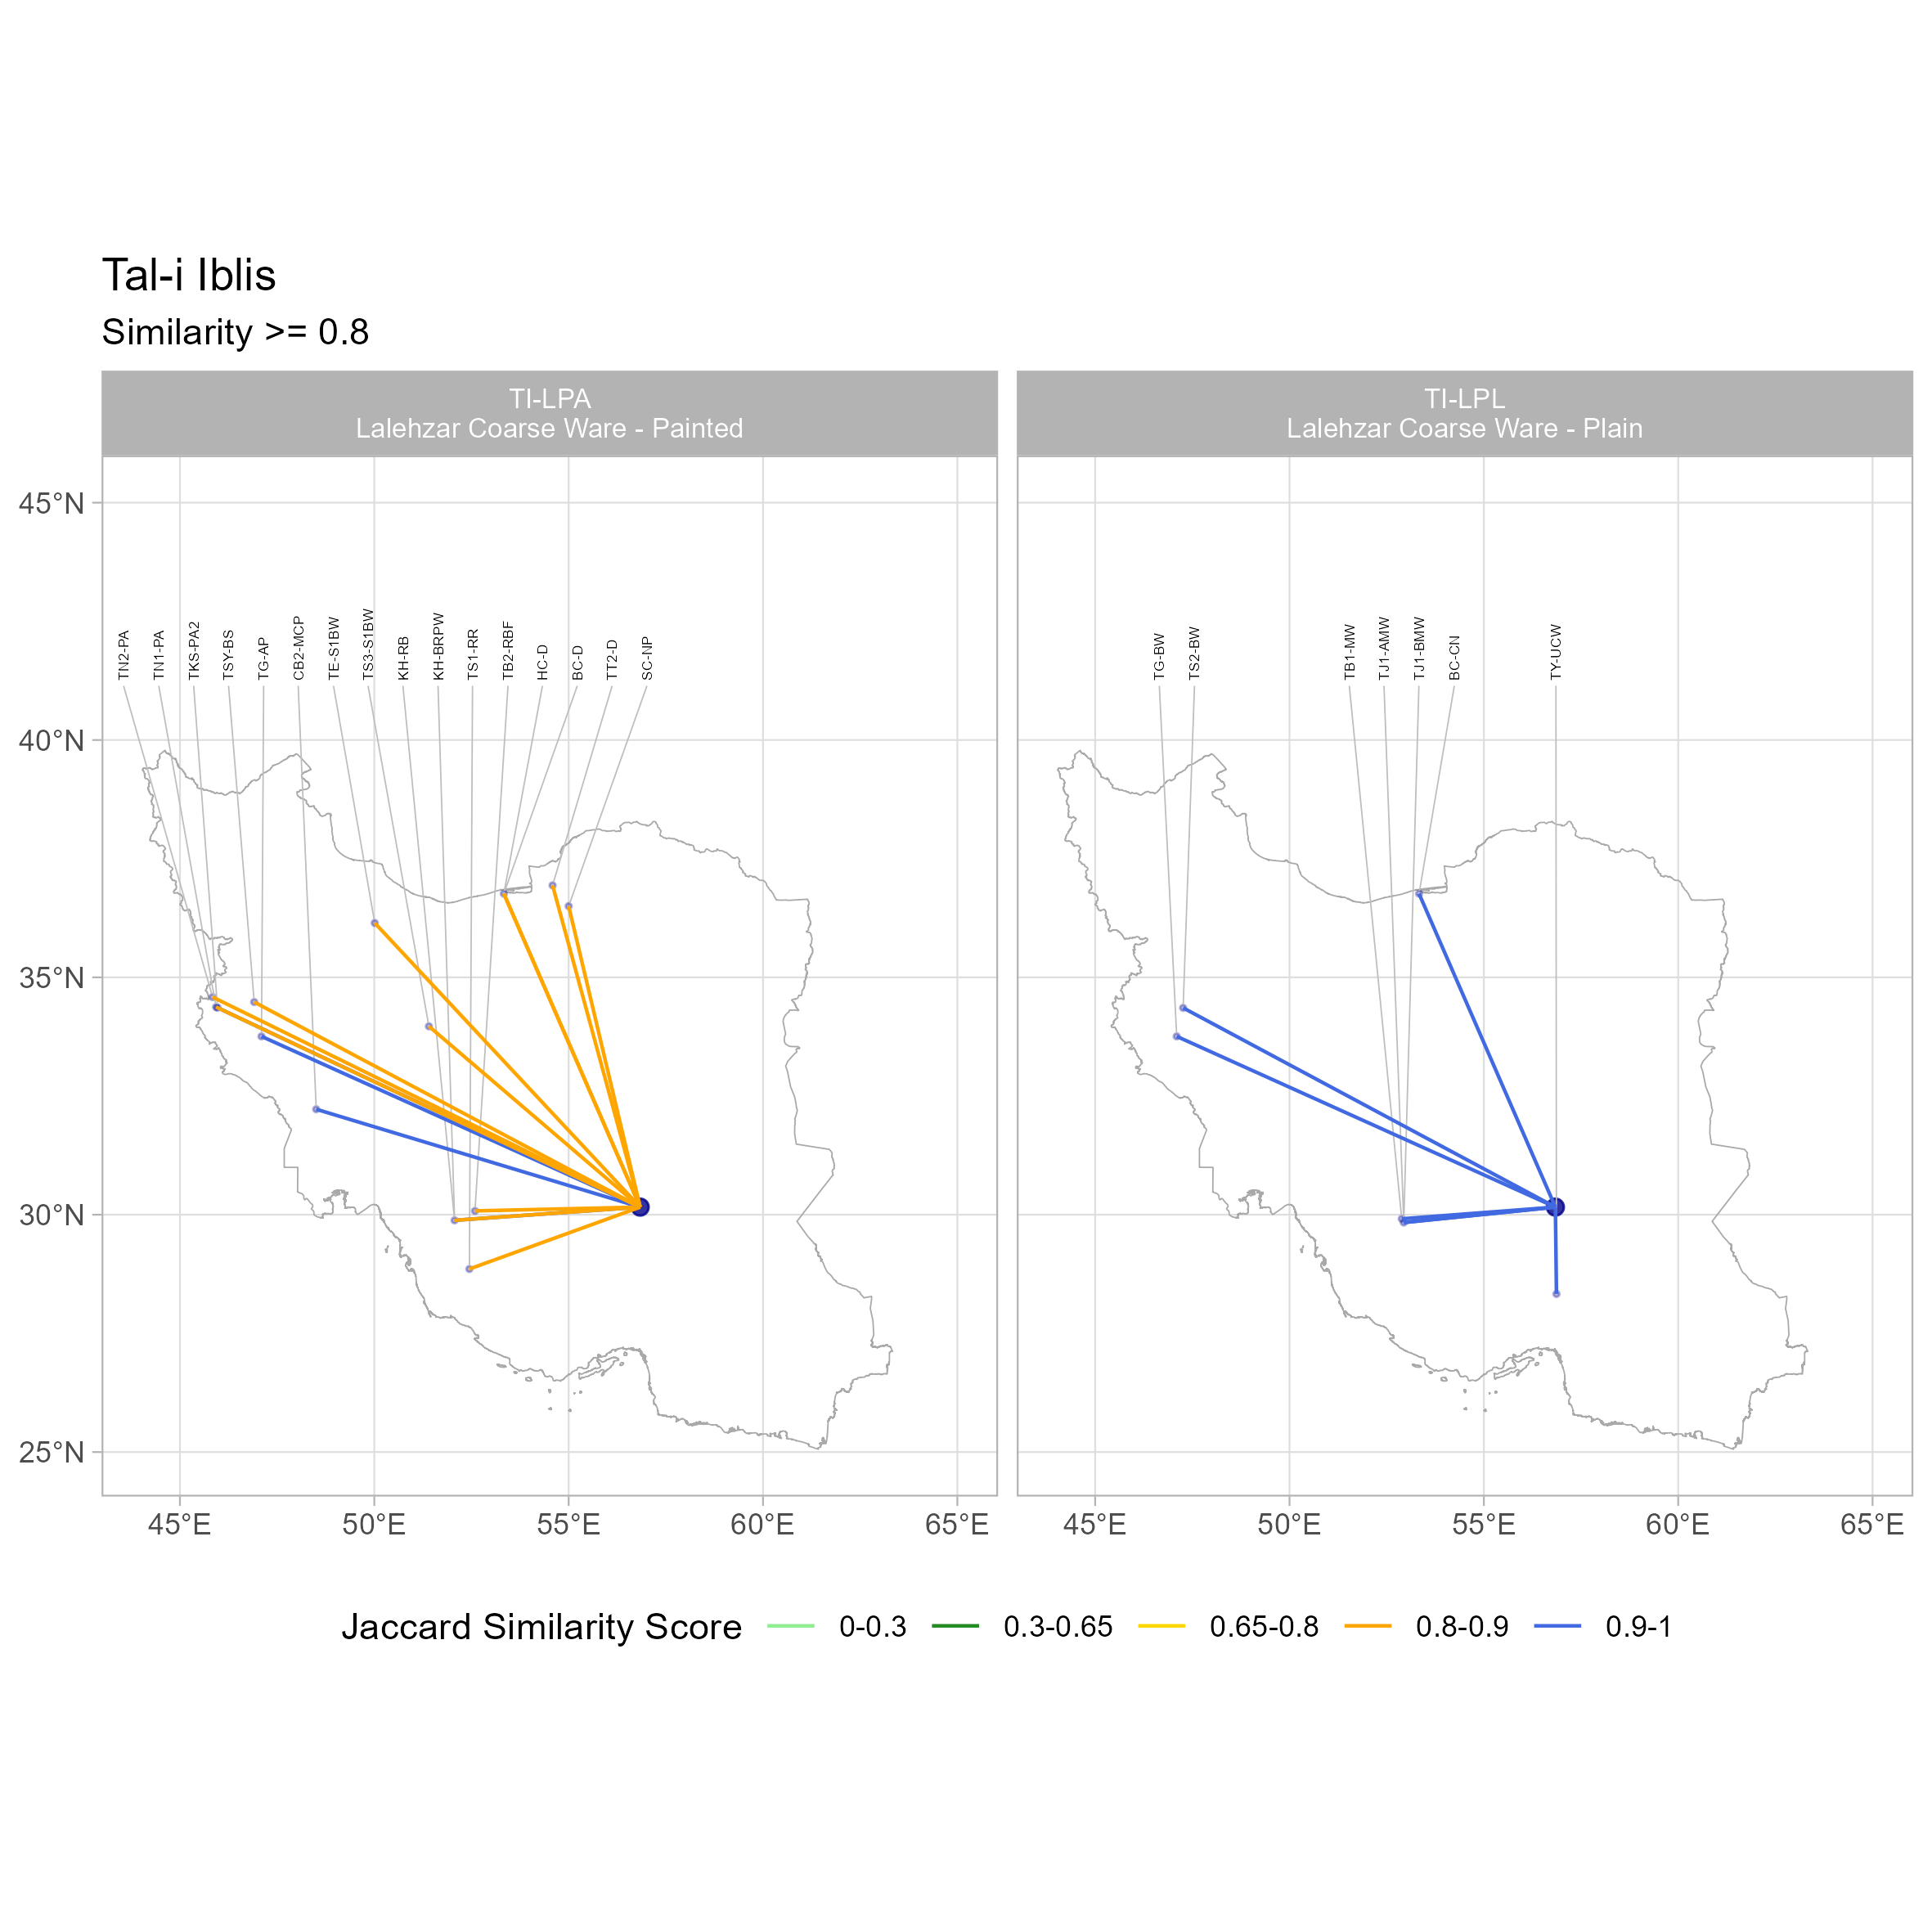 Tal-i Iblis
Similarity >= 0.8
TI-LPA
Lalehzar Coarse Ware - Painted
TI-LPL
Lalehzar Coarse Ware - Plain
45°N
40°N
35°N
30°N
25°N
TN2-PA
TN1-PA
TKS-PA2
TSY-BS
TG-AP
CB2-MCP
TE-S1BW
TS3-S1BW
KH-RB
KH-BRPW
TS1-RR
TB2-RBF
HC-D
BC-D
TT2-D
SC-NP
TG-BW
TS2-BW
TB1-MW
TJ1-AMW
TJ1-BMW
BC-CN
TY-UCW
45°E 50°E 55°E 60°E 65°E
45°E 50°E 55°E 60°E 65°E
Jaccard Similarity Score 0-0.3 0.3-0.65 0.65-0.8 0.8-0.9 0.9-1